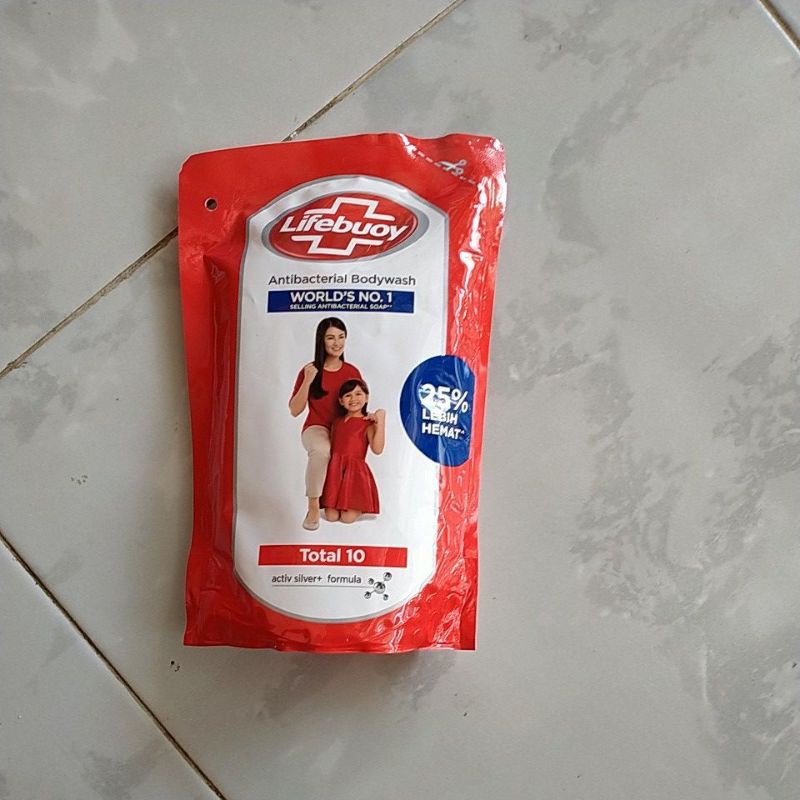 Lifebuoy
Antibacterial Bodywash
WORLD'S NO. 1
SELLING ANTIBACTERIAL SOAP**
25%
LEBIH
HEMAT*
Total 10
activ silver+ formula